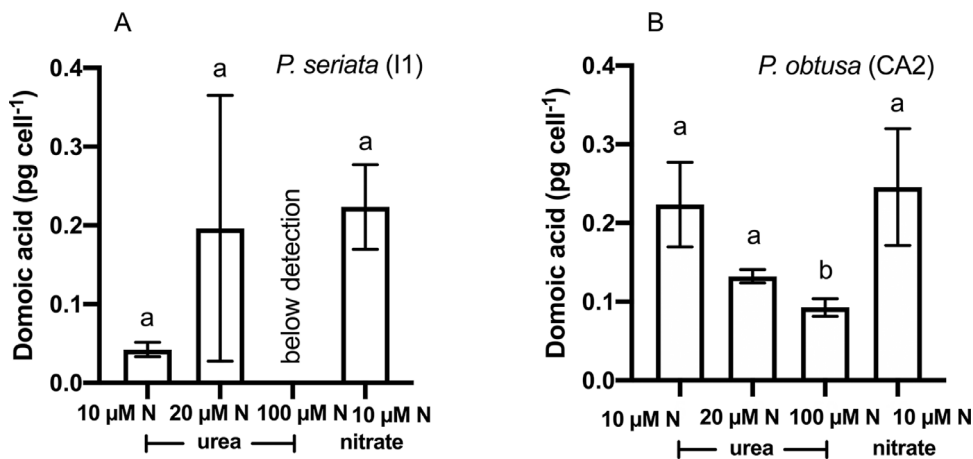 A
P. seriata (I1)
Domoic acid (pg cell-1)
0.4
0.3
0.2
0.1
0.0
a
a
below detection
a
10 µM N 20 µM N 100 µM N 10 µM N
urea nitrate
B
P. obtusa (CA2)
Domoic acid (pg cell-1)
0.4
0.3
0.2
0.1
0.0
a
a
b
a
10 µM N 20 µM N 100 µM N 10 µM N
urea nitrate